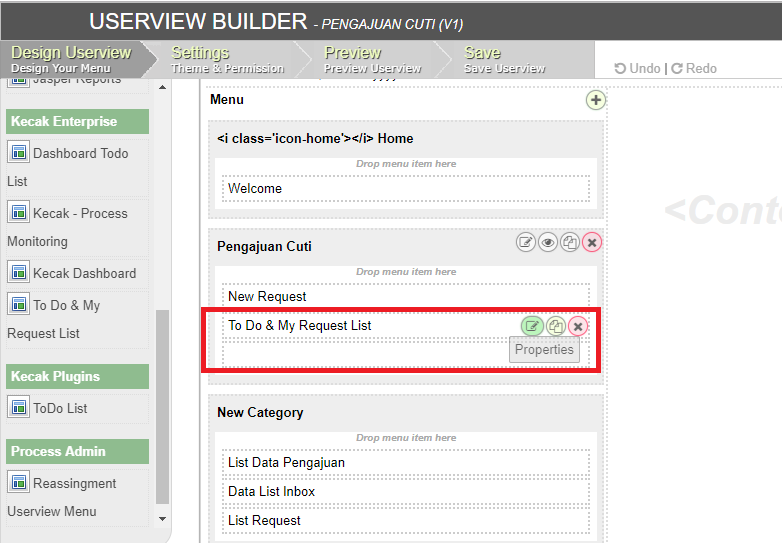 USERVIEW BUILDER - PENGAJUAN CUTI (V1)
Design Userview
Design Your Menu
Settings
Theme & Permission
Preview
Preview Userview
Save
Save Userview
Undo | Redo
Jasper Reports
Kecak Enterprise
Dashboard Todo
List
Kecak - Process
Monitoring
Kecak Dashboard
To Do & My
Request List
Kecak Plugins
ToDo List
Process Admin
Reassingment
Userview Menu
Menu
<i class='icon-home'></i> Home
Drop menu item here
Welcome
Pengajuan Cuti
Drop menu item here
New Request
To Do & My Request List
Properties
New Category
Drop menu item here
List Data Pengajuan
Data List Inbox
List Request